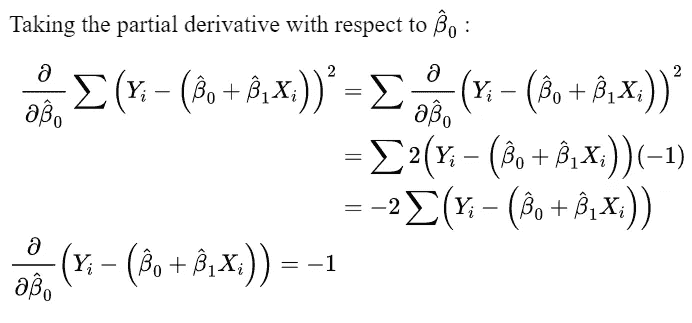 Taking the partial derivative with respect to β̂₀ :
∂/∂β̂₀ ∑(Yᵢ − (β̂₀ + β̂₁Xᵢ))² = ∑ ∂/∂β̂₀ (Yᵢ − (β̂₀ + β̂₁Xᵢ))²
= ∑ 2(Yᵢ − (β̂₀ + β̂₁Xᵢ))(−1)
= −2 ∑(Yᵢ − (β̂₀ + β̂₁Xᵢ))
∂/∂β̂₀ (Yᵢ − (β̂₀ + β̂₁Xᵢ)) = −1